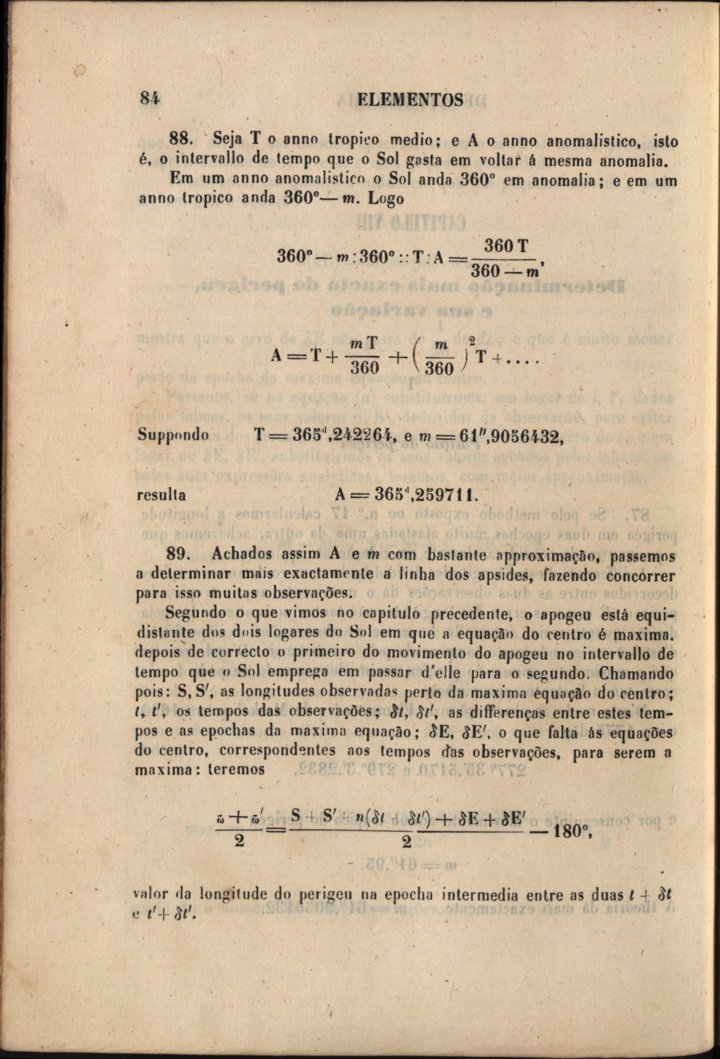 84
ELEMENTOS
88. Seja T o anno tropico medio; e A o anno anomalistico, isto
é, o intervallo de tempo que o Sol gasta em voltar á mesma anomalia.
Em um anno anomalistico o Sol anda 360° em anomalia; e em um
anno tropico anda 360°— m. Logo
360°— m : 360° :: T : A = 360 T / (360 — m) ,
A = T + m T / 360 + ( m / 360 )² T + ....
Suppondo T = 365ᵈ,242264, e m = 61″,9056432,
resulta A = 365ᵈ,259711.
89. Achados assim A e m com bastante approximação, passemos
a determinar mais exactamente a linha dos apsides, fazendo concorrer
para isso muitas observações.
Segundo o que vimos no capitulo precedente, o apogeu está equi-
distante dos dois logares do Sol em que a equação do centro é maxima,
depois de correcto o primeiro do movimento do apogeu no intervallo de
tempo que o Sol emprega em passar d'elle para o segundo. Chamando
pois: S, S′, as longitudes observadas perto da maxima equação do centro;
t, t′, os tempos das observações; δt, δt′, as differenças entre estes tem-
pos e as epochas da maxima equação; δE, δE′, o que falta ás equações
do centro, correspondentes aos tempos das observações, para serem a
maxima: teremos
(ϖ + ϖ′) / 2 = (S + S′ + n(δt + δt′) + δE + δE′) / 2 — 180°,
valor da longitude do perigeu na epocha intermedia entre as duas t + δt
e t′ + δt′.